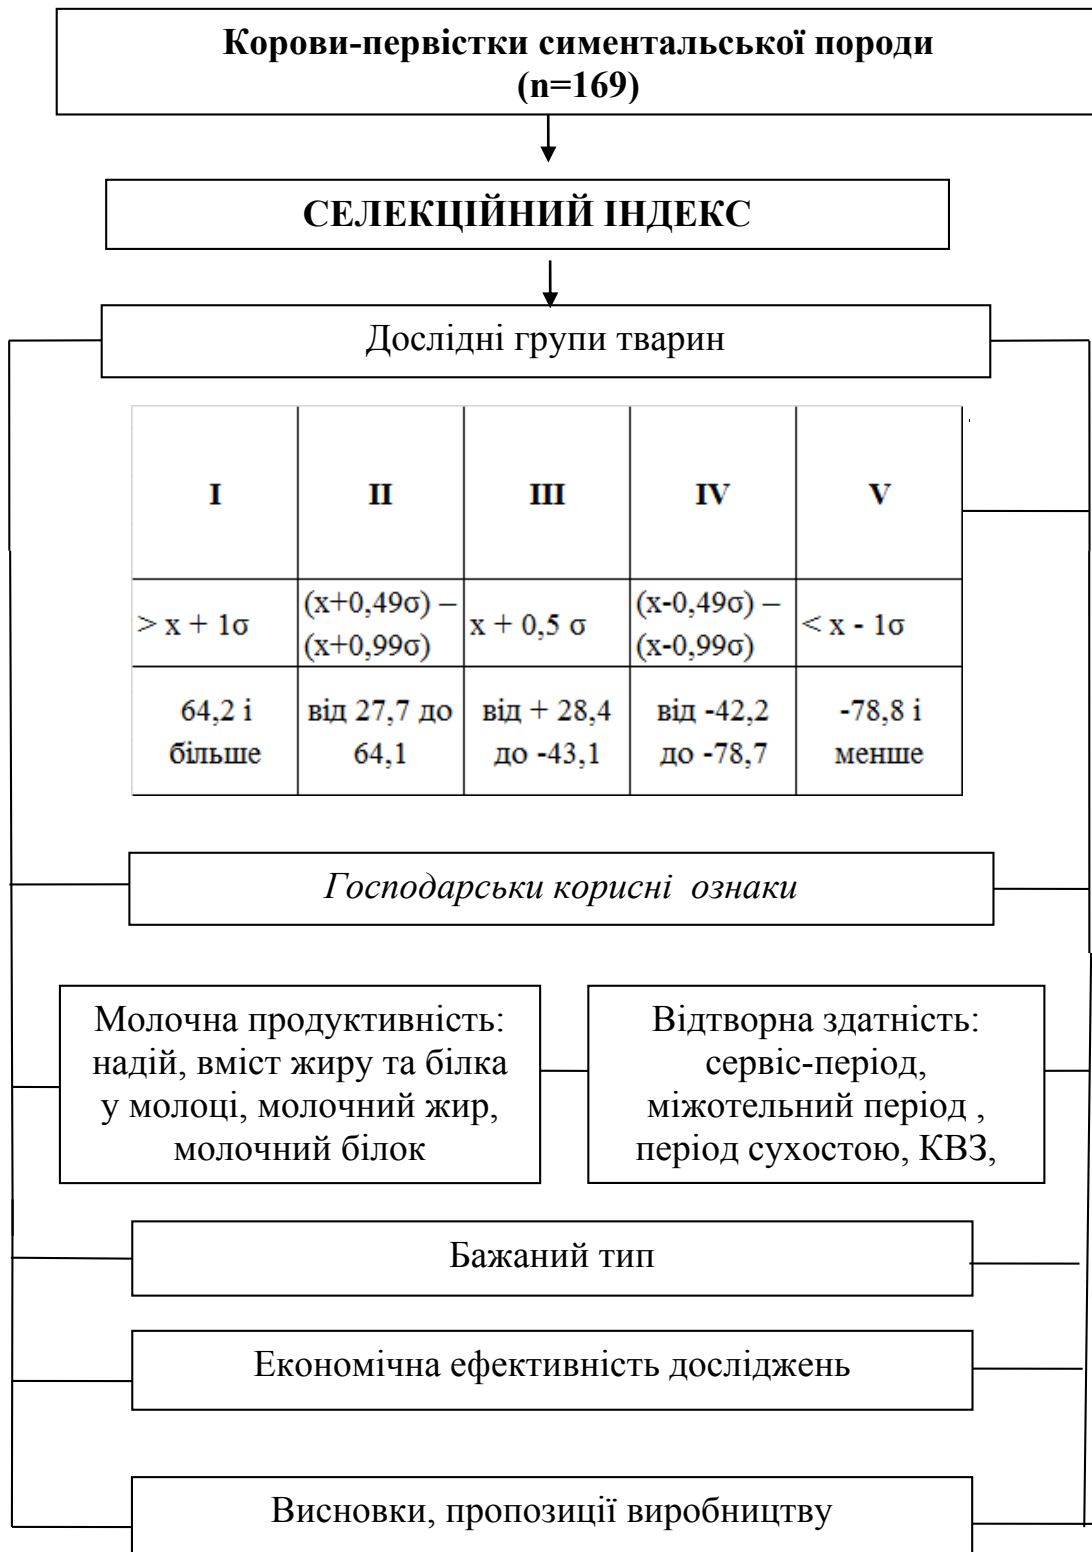 Корови-первістки симентальської породи
(n=169)
СЕЛЕКЦІЙНИЙ ІНДЕКС
Дослідні групи тварин
I II III IV V
> x + 1σ (x+0,49σ) – (x+0,99σ) x + 0,5 σ (x-0,49σ) – (x-0,99σ) < x - 1σ
64,2 і більше від 27,7 до 64,1 від + 28,4 до -43,1 від -42,2 до -78,7 -78,8 і менше
Господарськи корисні ознаки
Молочна продуктивність:
надій, вміст жиру та білка
у молоці, молочний жир,
молочний білок
Відтворна здатність:
сервіс-період,
міжотельний період ,
період сухостою, КВЗ,
Бажаний тип
Економічна ефективність досліджень
Висновки, пропозиції виробництву